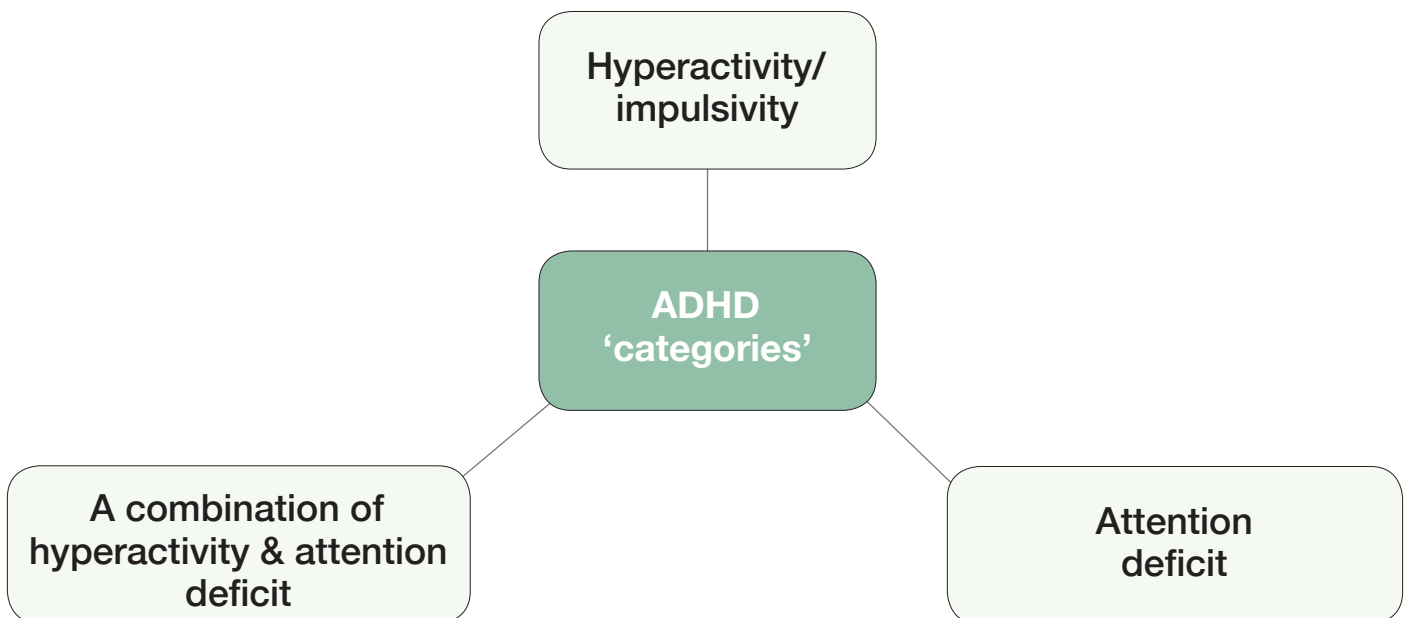 Hyperactivity/
impulsivity
ADHD
‘categories’
A combination of
hyperactivity & attention
deficit
Attention
deficit